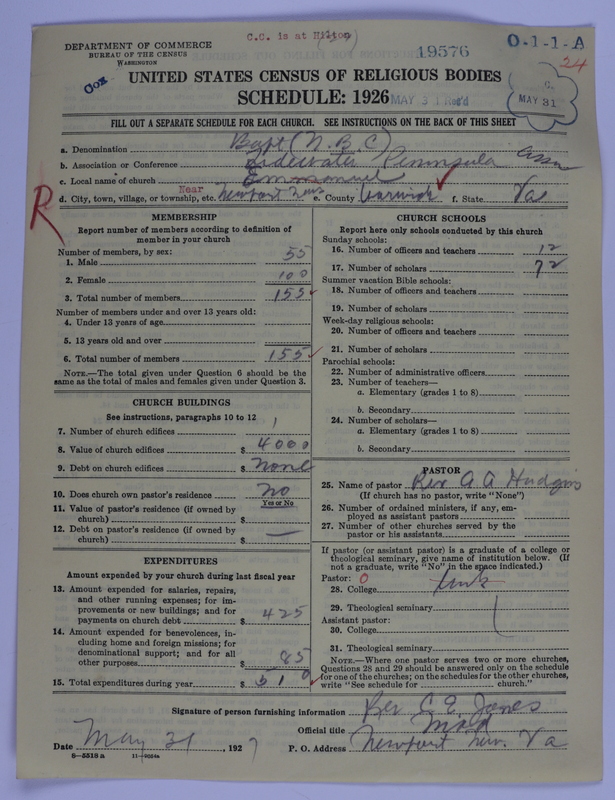 C.C. is at Hilton
DEPARTMENT OF COMMERCE
BUREAU OF THE CENSUS
WASHINGTON
19576
0-1-1-A
24
Cox
UNITED STATES CENSUS OF RELIGIOUS BODIES
SCHEDULE: 1926
MAY 31 Rec'd
C.
MAY 31
FILL OUT A SEPARATE SCHEDULE FOR EACH CHURCH. SEE INSTRUCTIONS ON THE BACK OF THIS SHEET
a. Denomination Bapt (N.B.C)
b. Association or Conference Tidewater Peninsula Assn
c. Local name of church Emmanuel
d. City, town, village, or township, etc. Near Newport News e. County Warwick f. State Va
R
MEMBERSHIP
Report number of members according to definition of member in your church
Number of members, by sex:
1. Male 55
2. Female 100
3. Total number of members 155
Number of members under and over 13 years old:
4. Under 13 years of age
5. 13 years old and over
6. Total number of members 155
NOTE.—The total given under Question 6 should be the same as the total of males and females given under Question 3.
CHURCH BUILDINGS
See instructions, paragraphs 10 to 12
7. Number of church edifices 1
8. Value of church edifices $ 4000
9. Debt on church edifices $ None
10. Does church own pastor's residence No
Yes or No
11. Value of pastor's residence (if owned by church) $
12. Debt on pastor's residence (if owned by church) $ —
EXPENDITURES
Amount expended by your church during last fiscal year
13. Amount expended for salaries, repairs, and other running expenses; for improvements or new buildings; and for payments on church debt $ 425
14. Amount expended for benevolences, including home and foreign missions; for denominational support; and for all other purposes $ 85
15. Total expenditures during year $ 510
CHURCH SCHOOLS
Report here only schools conducted by this church
Sunday schools:
16. Number of officers and teachers 12
17. Number of scholars 72
Summer vacation Bible schools:
18. Number of officers and teachers
19. Number of scholars
Week-day religious schools:
20. Number of officers and teachers
21. Number of scholars
Parochial schools:
22. Number of administrative officers
23. Number of teachers—
a. Elementary (grades 1 to 8)
b. Secondary
24. Number of scholars—
a. Elementary (grades 1 to 8)
b. Secondary
PASTOR
25. Name of pastor Rev A A Hudgins
(If church has no pastor, write "None")
26. Number of ordained ministers, if any, employed as assistant pastors
27. Number of other churches served by the pastor or his assistants
If pastor (or assistant pastor) is a graduate of a college or theological seminary, give name of institution below. (If not a graduate, write "No" in the space indicated.)
Pastor: 0
28. College Unk
29. Theological seminary
Assistant pastor:
30. College
31. Theological seminary
NOTE.—Where one pastor serves two or more churches, Questions 28 and 29 should be answered only on the schedule for one of the churches; on the schedules for the other churches, write "See schedule for church."
Signature of person furnishing information Rev C E Jones
Official title Mod
Date May 31, 1927 P. O. Address Newport News. Va
8—5518 a 11—9054a